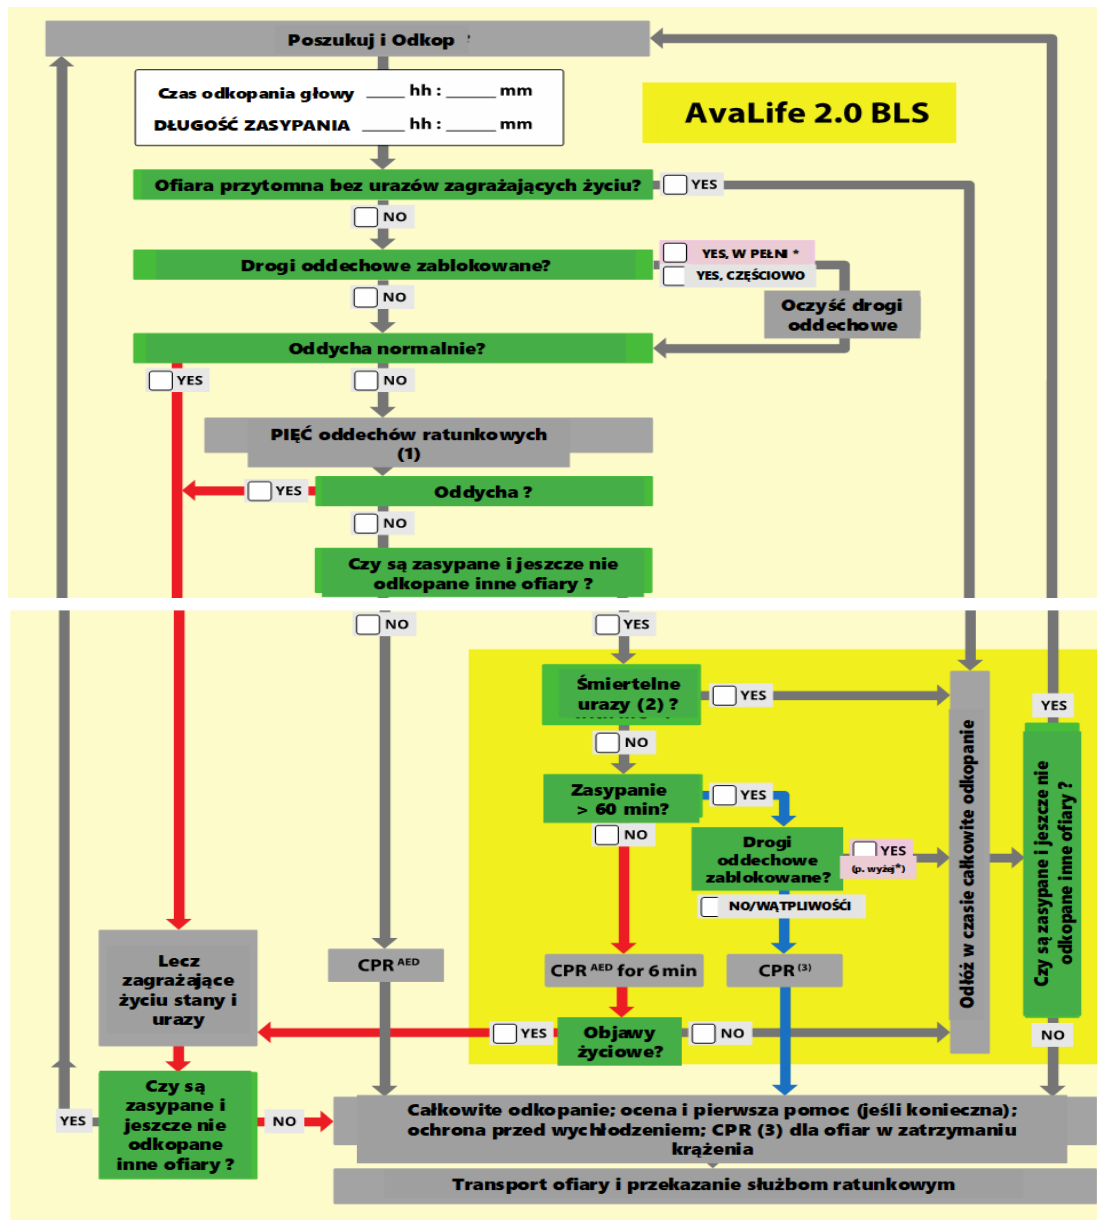 Poszukuj i Odkop
Czas odkopania głowy ____ hh : ______ mm
DŁUGOŚĆ ZASYPANIA _____ hh : ______ mm
AvaLife 2.0 BLS
Ofiara przytomna bez urazów zagrażających życiu?
YES
NO
Drogi oddechowe zablokowane?
YES, W PEŁNI *
YES, CZĘŚCIOWO
NO
Oczyść drogi
oddechowe
Oddycha normalnie?
YES
NO
PIĘĆ oddechów ratunkowych
(1)
YES
Oddycha ?
NO
Czy są zasypane i jeszcze nie
odkopane inne ofiary ?
NO
YES
Śmiertelne
urazy (2) ?
YES
NO
Zasypanie
> 60 min?
YES
NO
Drogi
oddechowe
zablokowane?
YES
(p. wyżej*)
NO/WĄTPLIWOŚĆI
Odłóż w czasie całkowite odkopanie
YES
Czy są zasypane i jeszcze nie
odkopane inne ofiary ?
NO
Lecz
zagrażające
życiu stany i
urazy
CPR AED
CPR AED for 6 min
CPR (3)
YES
Objawy
życiowe?
NO
YES
Czy są
zasypane i
jeszcze nie
odkopane
inne ofiary ?
NO
Całkowite odkopanie; ocena i pierwsza pomoc (jeśli konieczna);
ochrona przed wychłodzeniem; CPR (3) dla ofiar w zatrzymaniu
krążenia
Transport ofiary i przekazanie służbom ratunkowym